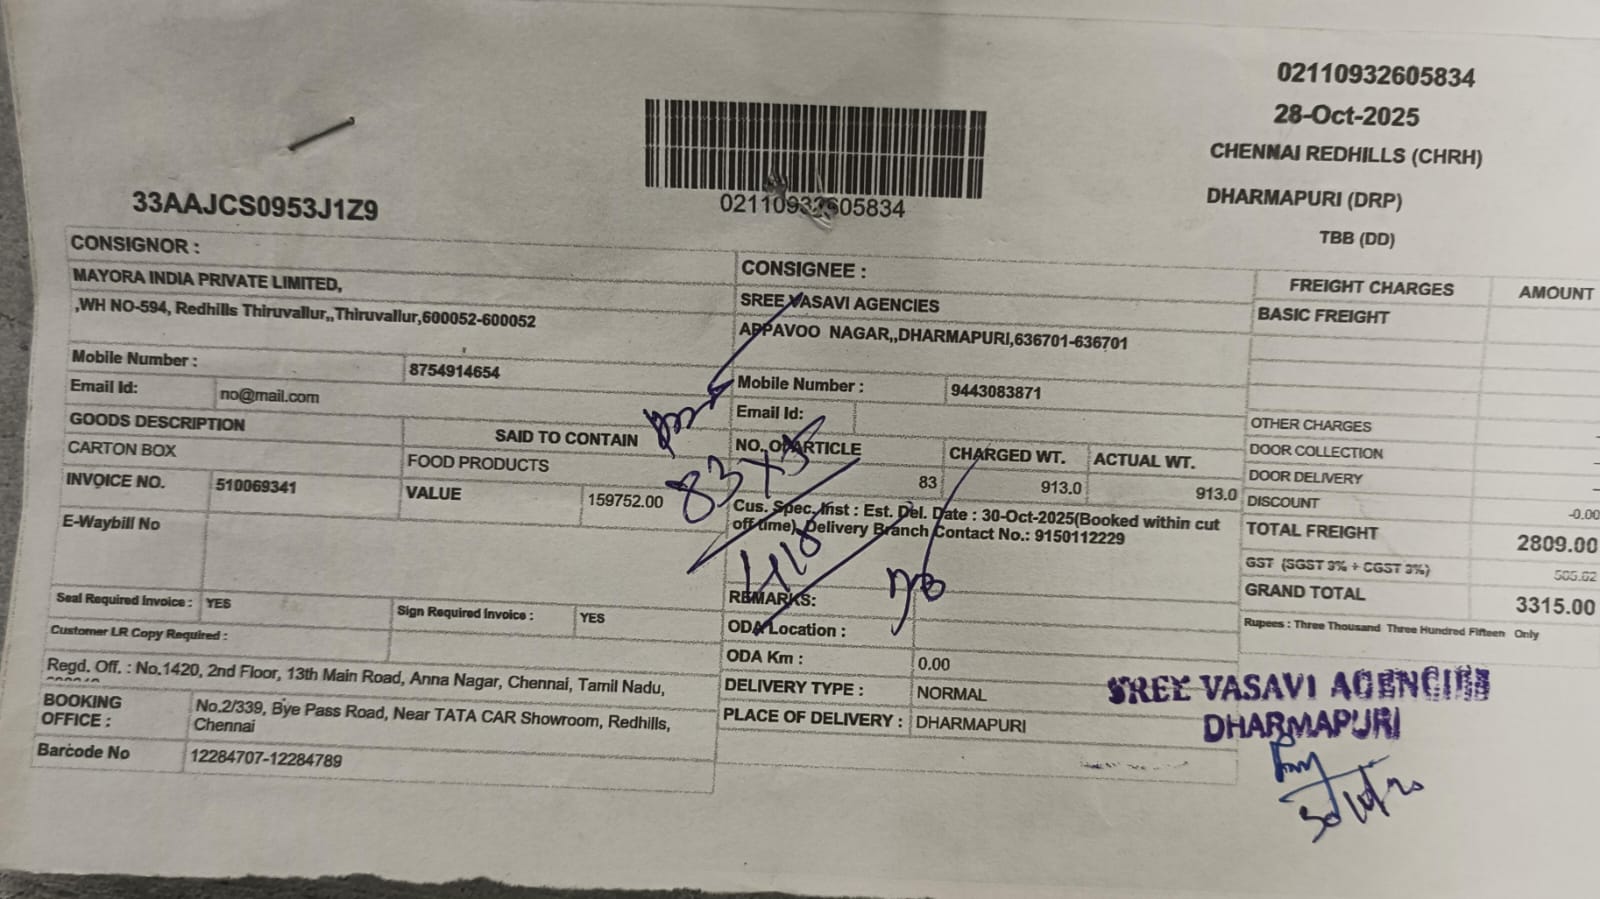 02110932605834
28-Oct-2025
CHENNAI REDHILLS (CHRH)
DHARMAPURI (DRP)
TBB (DD)
02110932605834
33AAJCS0953J1Z9
CONSIGNOR :
MAYORA INDIA PRIVATE LIMITED,
,WH NO-594, Redhills Thiruvallur,,Thiruvallur,600052-600052
Mobile Number : 8754914654
Email Id: no@mail.com
GOODS DESCRIPTION SAID TO CONTAIN
CARTON BOX FOOD PRODUCTS
INVOICE NO. 510069341 VALUE 159752.00
E-Waybill No
Seal Required Invoice : YES Sign Required Invoice : YES
Customer LR Copy Required :
Regd. Off. : No.1420, 2nd Floor, 13th Main Road, Anna Nagar, Chennai, Tamil Nadu,
BOOKING OFFICE : No.2/339, Bye Pass Road, Near TATA CAR Showroom, Redhills,
Chennai
Barcode No 12284707-12284789
CONSIGNEE :
SREE VASAVI AGENCIES
APPAVOO NAGAR,,DHARMAPURI,636701-636701
Mobile Number : 9443083871
Email Id:
NO. OF ARTICLE CHARGED WT. ACTUAL WT.
83 913.0 913.0
83 X 5
Cus. Spec. Inst : Est. Del. Date : 30-Oct-2025(Booked within cut
off time), Delivery Branch Contact No.: 9150112229
REMARKS:
ODA Location :
ODA Km : 0.00
DELIVERY TYPE : NORMAL
PLACE OF DELIVERY : DHARMAPURI
FREIGHT CHARGES AMOUNT
BASIC FREIGHT
OTHER CHARGES
DOOR COLLECTION
DOOR DELIVERY
DISCOUNT -0.00
TOTAL FREIGHT 2809.00
GST (SGST 9% + CGST 9%) 505.62
GRAND TOTAL 3315.00
Rupees : Three Thousand Three Hundred Fifteen Only
SREE VASAVI AGENCIES
DHARMAPURI